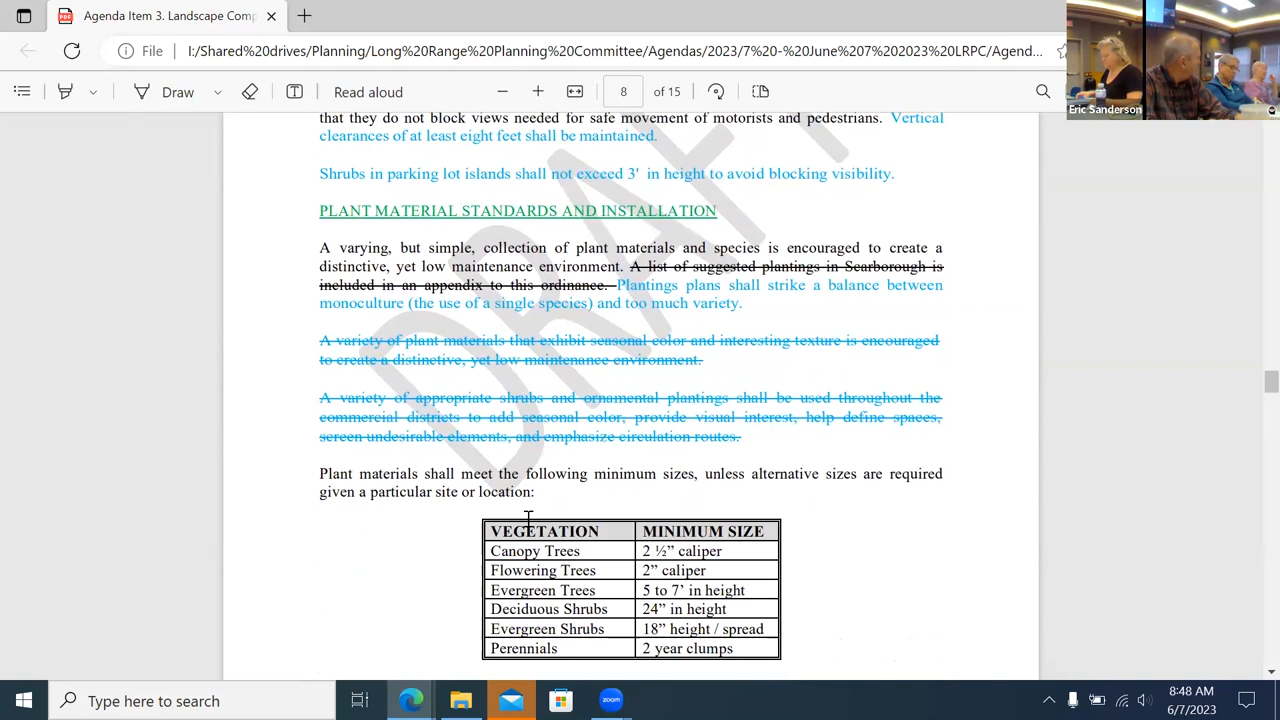 Agenda Item 3. Landscape Comp
File
I:/Shared%20drives/Planning/Long%20Range%20Planning%20Committee/Agendas/2023/7%20-%20June%207%202023%20LRPC/Agend...
Draw
Read aloud
8
of 15
Eric Sanderson
that they do not block views needed for safe movement of motorists and pedestrians. Vertical
clearances of at least eight feet shall be maintained.
Shrubs in parking lot islands shall not exceed 3' in height to avoid blocking visibility.
PLANT MATERIAL STANDARDS AND INSTALLATION
A varying, but simple, collection of plant materials and species is encouraged to create a
distinctive, yet low maintenance environment. A list of suggested plantings in Scarborough is
included in an appendix to this ordinance. Plantings plans shall strike a balance between
monoculture (the use of a single species) and too much variety.
A variety of plant materials that exhibit seasonal color and interesting texture is encouraged
to create a distinctive, yet low maintenance environment.
A variety of appropriate shrubs and ornamental plantings shall be used throughout the
commercial districts to add seasonal color, provide visual interest, help define spaces,
screen undesirable elements, and emphasize circulation routes.
Plant materials shall meet the following minimum sizes, unless alternative sizes are required
given a particular site or location:
VEGETATION MINIMUM SIZE
Canopy Trees 2 ½” caliper
Flowering Trees 2” caliper
Evergreen Trees 5 to 7’ in height
Deciduous Shrubs 24” in height
Evergreen Shrubs 18” height / spread
Perennials 2 year clumps
DRAFT
Type here to search
zoom
8:48 AM
6/7/2023